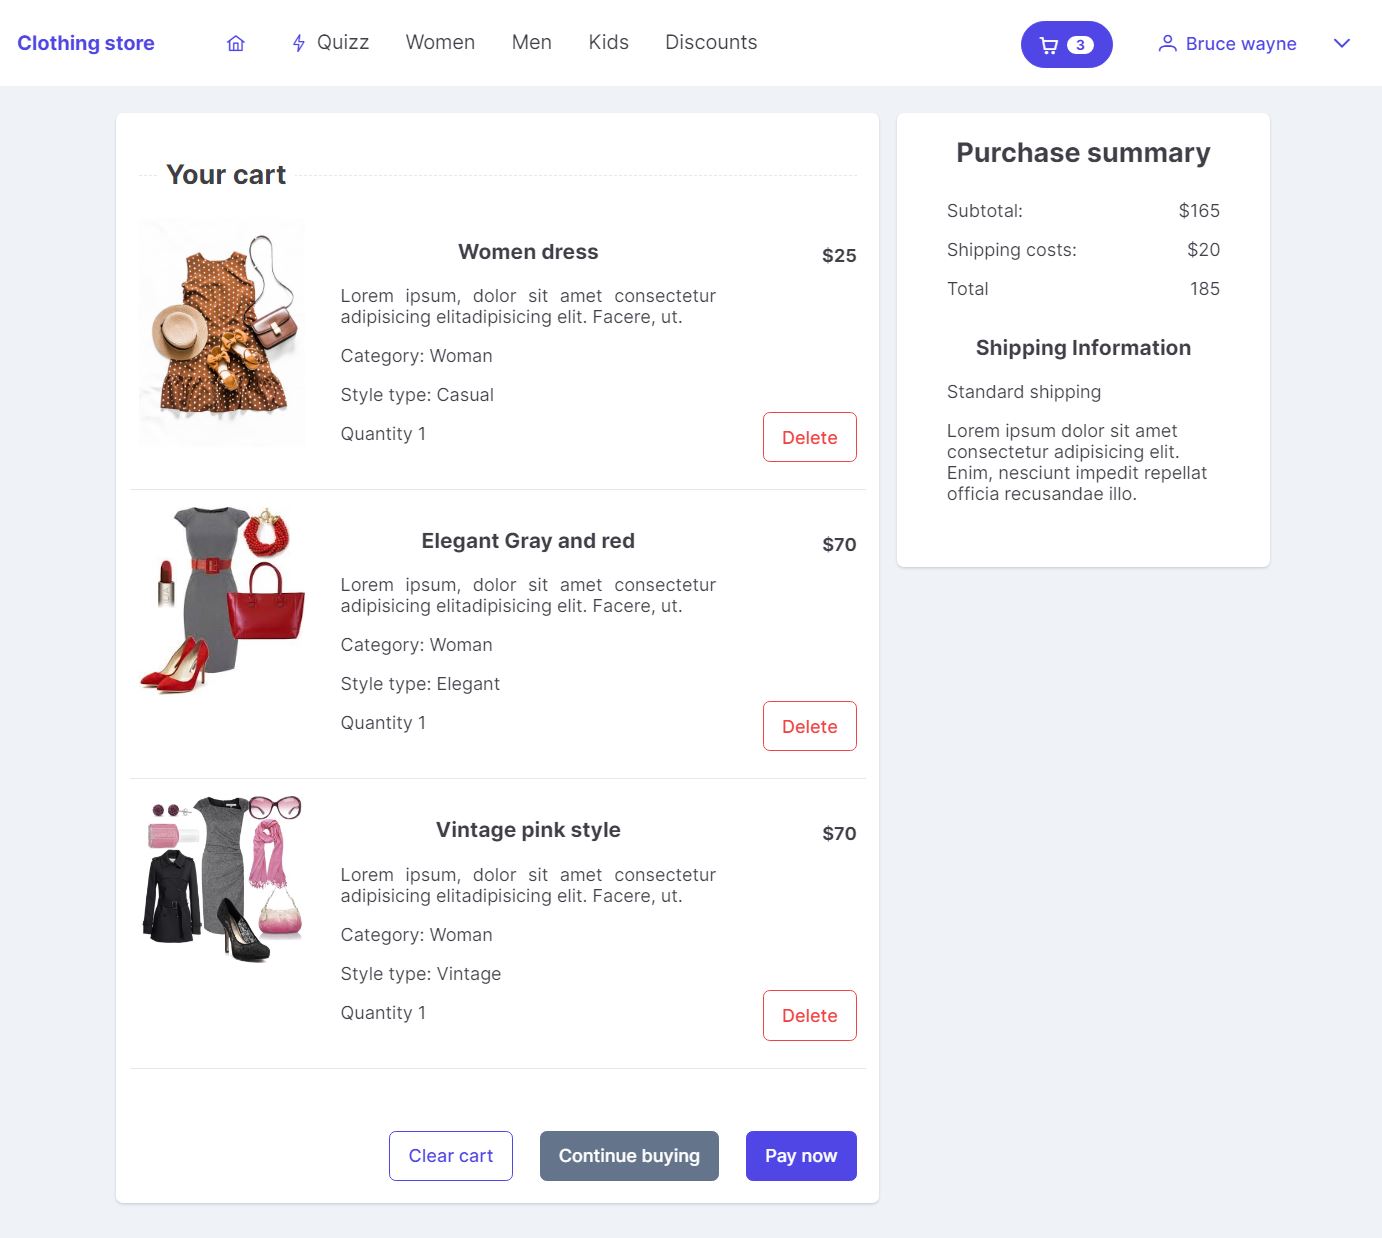 Clothing store
Quizz
Women
Men
Kids
Discounts
3
Bruce wayne
Your cart
Women dress
$25
Lorem ipsum, dolor sit amet consectetur
adipisicing elitadipisicing elit. Facere, ut.
Category: Woman
Style type: Casual
Quantity 1
Delete
Elegant Gray and red
$70
Lorem ipsum, dolor sit amet consectetur
adipisicing elitadipisicing elit. Facere, ut.
Category: Woman
Style type: Elegant
Quantity 1
Delete
Vintage pink style
$70
Lorem ipsum, dolor sit amet consectetur
adipisicing elitadipisicing elit. Facere, ut.
Category: Woman
Style type: Vintage
Quantity 1
Delete
Clear cart
Continue buying
Pay now
Purchase summary
Subtotal: $165
Shipping costs: $20
Total 185
Shipping Information
Standard shipping
Lorem ipsum dolor sit amet
consectetur adipisicing elit.
Enim, nesciunt impedit repellat
officia recusandae illo.